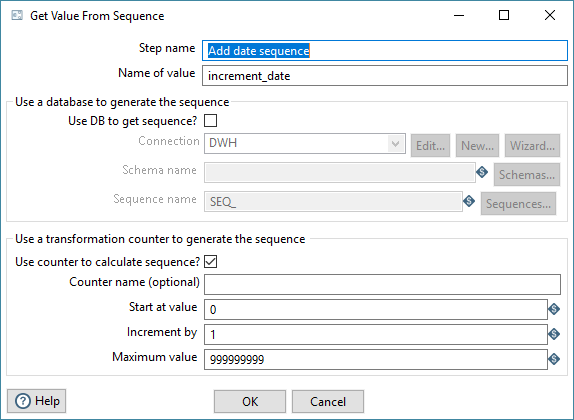 Get Value From Sequence
Step name Add date sequence
Name of value increment_date
Use a database to generate the sequence
Use DB to get sequence?
Connection DWH Edit... New... Wizard...
Schema name S Schemas...
Sequence name SEQ_ S Sequences...
Use a transformation counter to generate the sequence
Use counter to calculate sequence?
Counter name (optional)
Start at value 0 S
Increment by 1 S
Maximum value 999999999 S
? Help OK Cancel